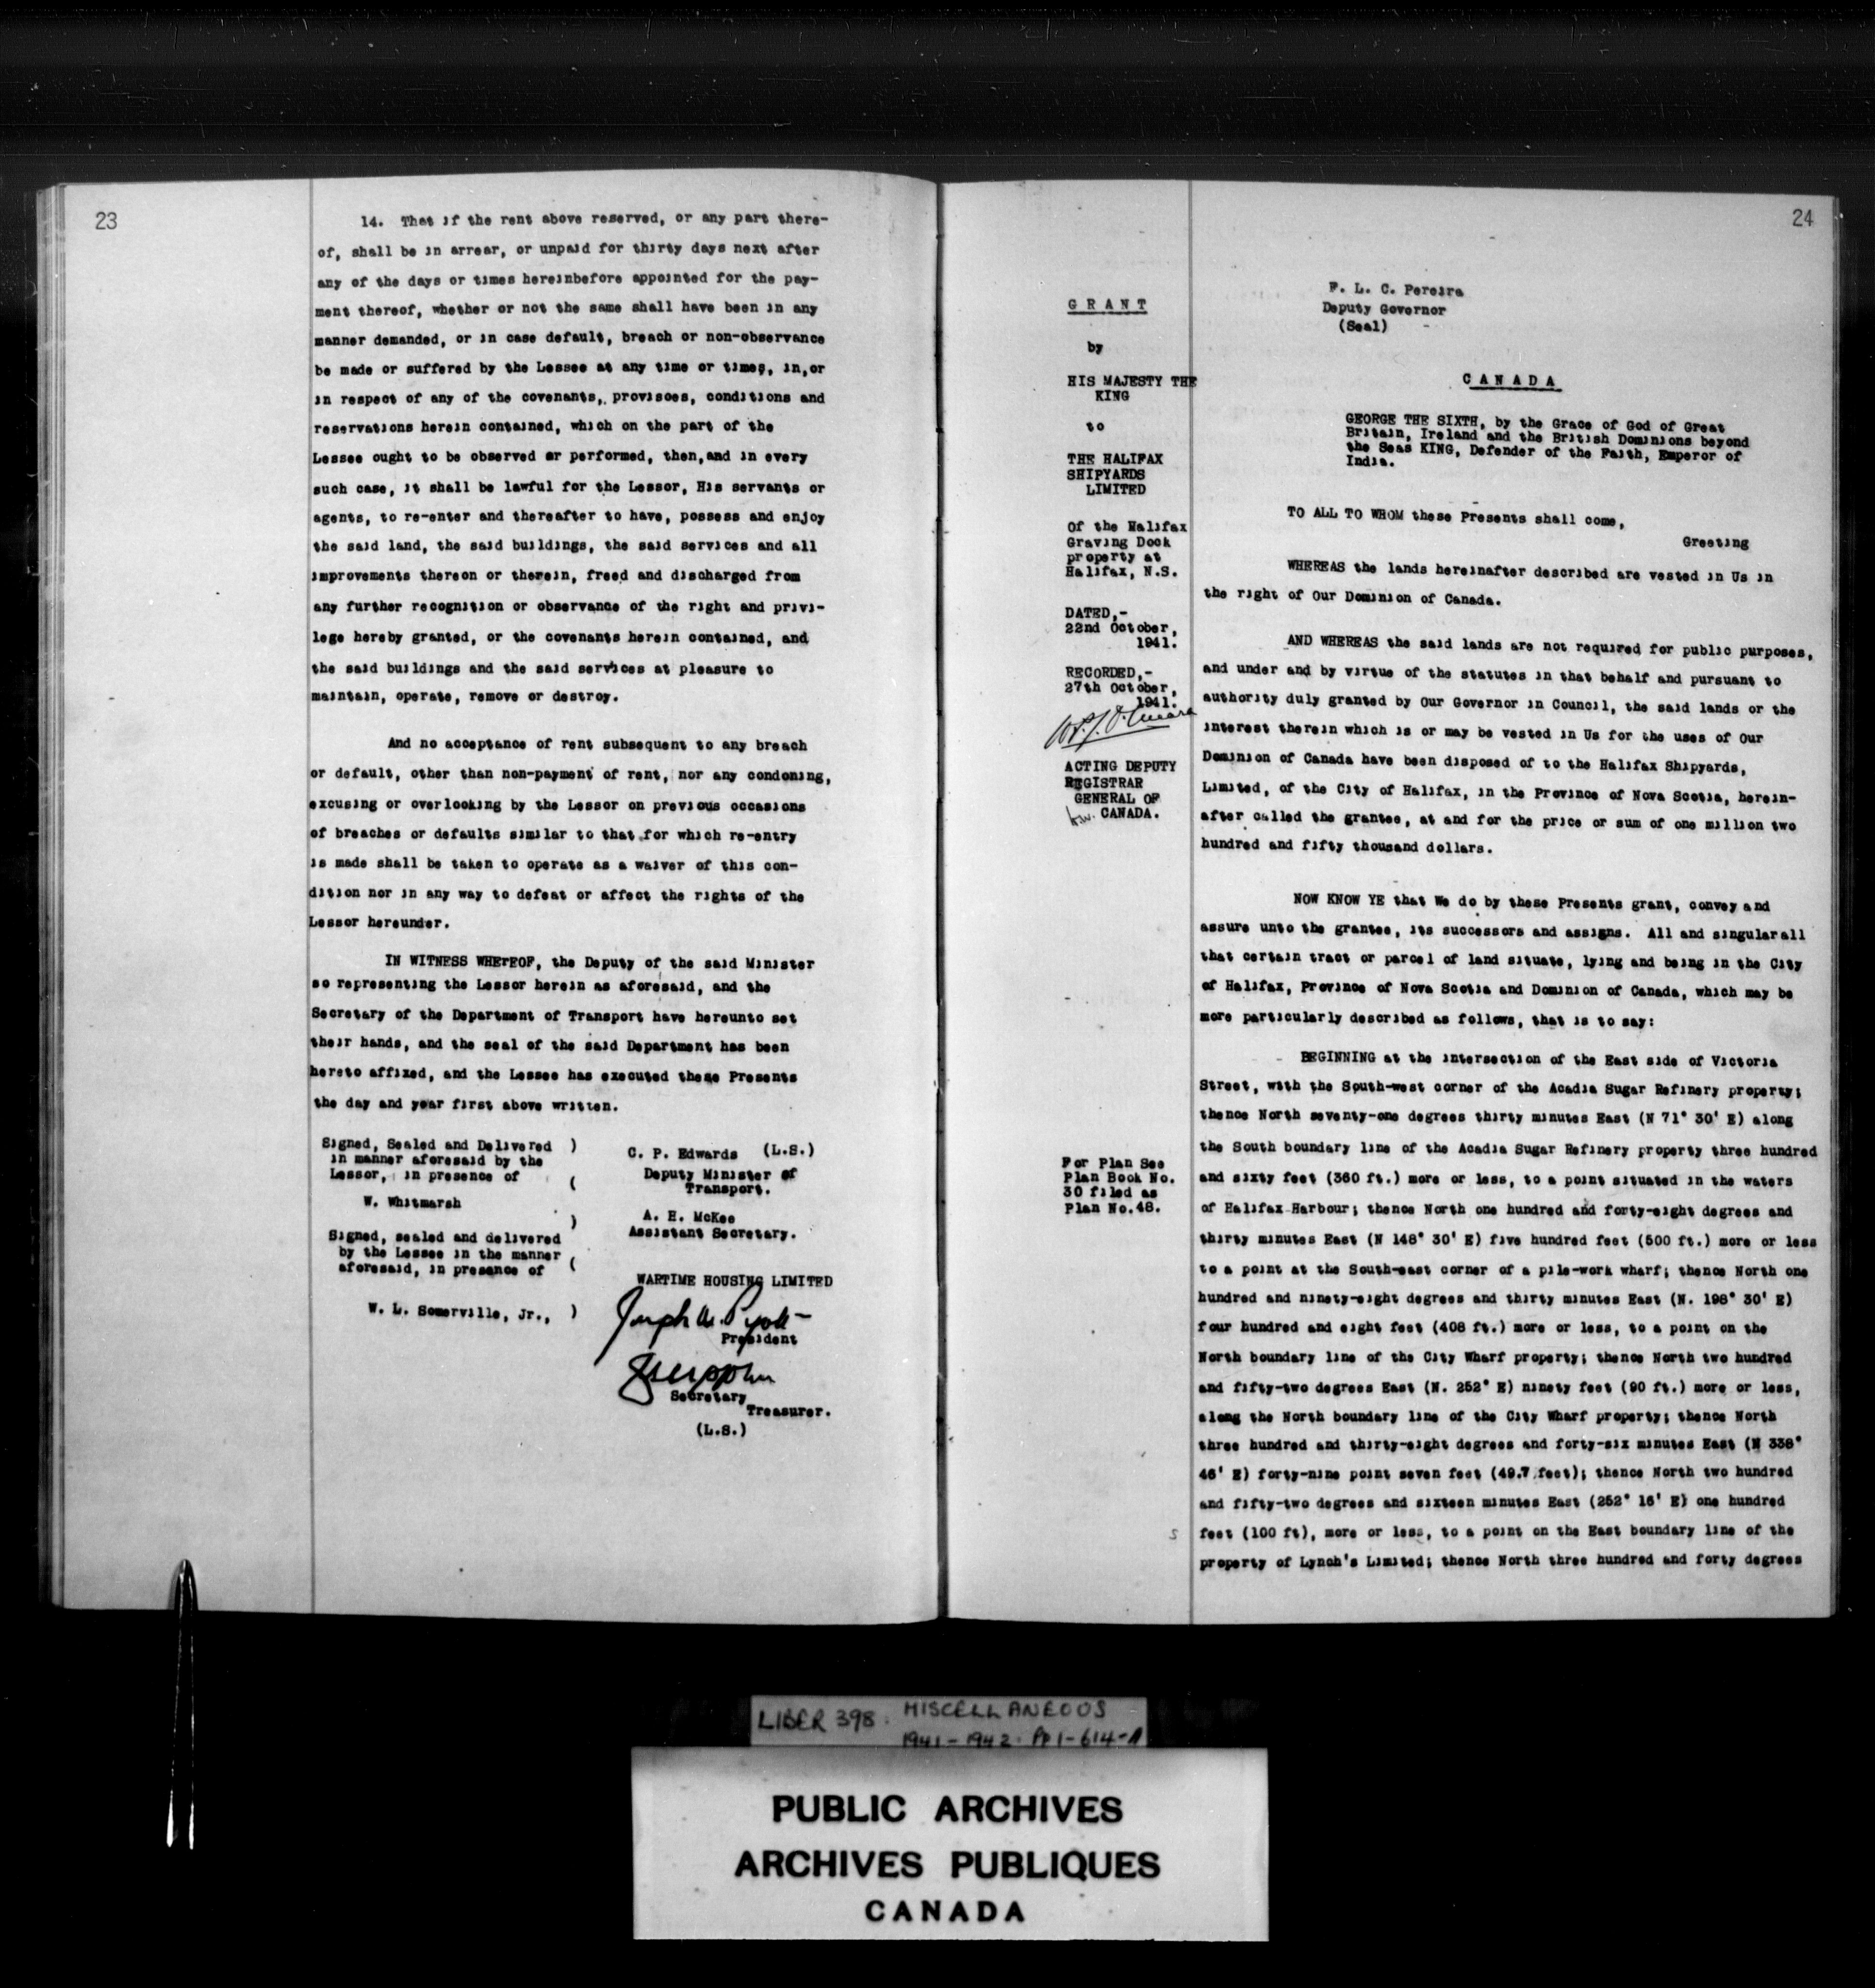 23
14. That if the rent above reserved, or any part there-
of, shall be in arrear, or unpaid for thirty days next after
any of the days or times hereinbefore appointed for the pay-
ment thereof, whether or not the same shall have been in any
manner demanded, or in case default, breach or non-observance
be made or suffered by the Lessee at any time or times, in, or
in respect of any of the covenants, provisoes, conditions and
reservations herein contained, which on the part of the
Lessee ought to be observed or performed, then, and in every
such case, it shall be lawful for the Lessor, His servants or
agents, to re-enter and thereafter to have, possess and enjoy
the said land, the said buildings, the said services and all
improvements thereon or therein, freed and discharged from
any further recognition or observance of the right and privi-
lege hereby granted, or the covenants herein contained, and
the said buildings and the said services at pleasure to
maintain, operate, remove or destroy.
And no acceptance of rent subsequent to any breach
or default, other than non-payment of rent, nor any condoning,
excusing or overlooking by the Lessor on previous occasions
of breaches or defaults similar to that for which re-entry
is made shall be taken to operate as a waiver of this con-
dition nor in any way to defeat or affect the rights of the
Lessor hereunder.
IN WITNESS WHEREOF, the Deputy of the said Minister
so representing the Lessor herein as aforesaid, and the
Secretary of the Department of Transport have hereunto set
their hands, and the seal of the said Department has been
hereto affixed, and the Lessee has executed these Presents
the day and year first above written.
Signed, Sealed and Delivered )
in manner aforesaid by the
Lessor, in presence of (
W. Whitmarsh
)
Signed, sealed and delivered
by the Lessee in the manner
aforesaid, in presence of (
W. L. Somerville, Jr., )
C. P. Edwards (L.S.)
Deputy Minister of
Transport.
A. H. McKee
Assistant Secretary.
WARTIME HOUSING LIMITED
President
Secretary
Treasurer.
(L.S.)
24
GRANT
by
HIS MAJESTY THE
KING
to
THE HALIFAX
SHIPYARDS
LIMITED
Of the Halifax
Graving Dock
property at
Halifax, N.S.
DATED,-
22nd October,
1941.
RECORDED,-
27th October,
1941.
ACTING DEPUTY
REGISTRAR
GENERAL OF
CANADA.
For Plan See
Plan Book No.
30 filed as
Plan No. 48.
F. L. C. Pereira
Deputy Governor
(Seal)
CANADA
GEORGE THE SIXTH, by the Grace of God of Great
Britain, Ireland and the British Dominions beyond
the Seas KING, Defender of the Faith, Emperor of
India.
TO ALL TO WHOM these Presents shall come,
Greeting
WHEREAS the lands hereinafter described are vested in Us in
the right of Our Dominion of Canada.
AND WHEREAS the said lands are not required for public purposes,
and under and by virtue of the statutes in that behalf and pursuant to
authority duly granted by Our Governor in Council, the said lands or the
interest therein which is or may be vested in Us for the uses of Our
Dominion of Canada have been disposed of to the Halifax Shipyards,
Limited, of the City of Halifax, in the Province of Nova Scotia, herein-
after called the grantee, at and for the price or sum of one million two
hundred and fifty thousand dollars.
NOW KNOW YE that We do by these Presents grant, convey and
assure unto the grantee, its successors and assigns. All and singular all
that certain tract or parcel of land situate, lying and being in the City
of Halifax, Province of Nova Scotia and Dominion of Canada, which may be
more particularly described as follows, that is to say:
BEGINNING at the intersection of the East side of Victoria
Street, with the South-west corner of the Acadia Sugar Refinery property;
thence North seventy-one degrees thirty minutes East (N 71° 30' E) along
the South boundary line of the Acadia Sugar Refinery property three hundred
and sixty feet (360 ft.) more or less, to a point situated in the waters
of Halifax Harbour; thence North one hundred and forty-eight degrees and
thirty minutes East (N 148° 30' E) five hundred feet (500 ft.) more or less
to a point at the South-east corner of a pile-work wharf; thence North one
hundred and ninety-eight degrees and thirty minutes East (N. 198° 30' E)
four hundred and eight feet (408 ft.) more or less, to a point on the
North boundary line of the City Wharf property; thence North two hundred
and fifty-two degrees East (N. 252° E) ninety feet (90 ft.) more or less,
along the North boundary line of the City Wharf property; thence North
three hundred and thirty-eight degrees and forty-six minutes East (N 338°
46' E) forty-nine point seven feet (49.7 feet); thence North two hundred
and fifty-two degrees and sixteen minutes East (252° 16' E) one hundred
feet (100 ft), more or less, to a point on the East boundary line of the
property of Lynch's Limited; thence North three hundred and forty degrees
LIBER 398. MISCELLANEOUS
1941-1942. Pp 1-614-A
PUBLIC ARCHIVES
ARCHIVES PUBLIQUES
CANADA